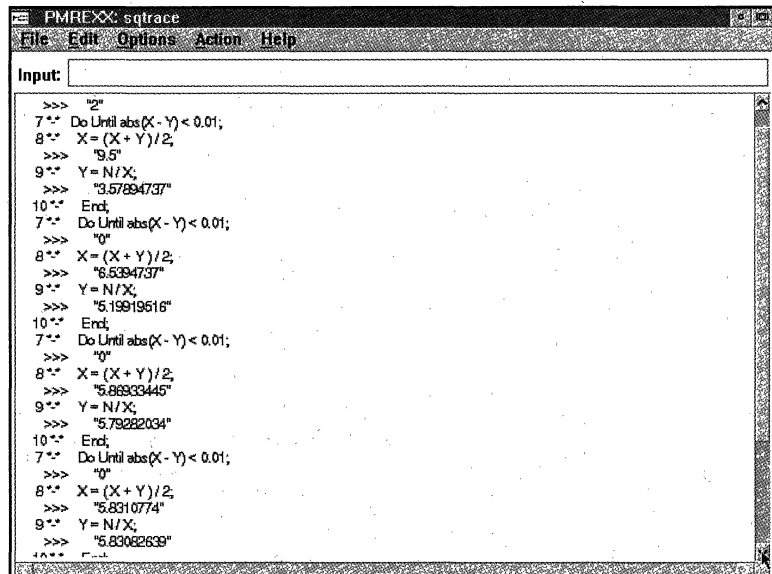 PMREXX: sqtrace
File Edit Options Action Help
Input:
>>> "2"
7 *-* Do Until abs(X - Y) < 0.01;
8 *-* X = (X + Y) / 2;
>>> "9.5"
9 *-* Y = N / X;
>>> "3.57894737"
10 *-* End;
7 *-* Do Until abs(X - Y) < 0.01;
>>> "0"
8 *-* X = (X + Y) / 2;
>>> "6.5394737"
9 *-* Y = N / X;
>>> "5.19919516"
10 *-* End;
7 *-* Do Until abs(X - Y) < 0.01;
>>> "0"
8 *-* X = (X + Y) / 2;
>>> "5.86933445"
9 *-* Y = N / X;
>>> "5.79282034"
10 *-* End;
7 *-* Do Until abs(X - Y) < 0.01;
>>> "0"
8 *-* X = (X + Y) / 2;
>>> "5.8310774"
9 *-* Y = N / X;
>>> "5.83082639"
10 *-* End;